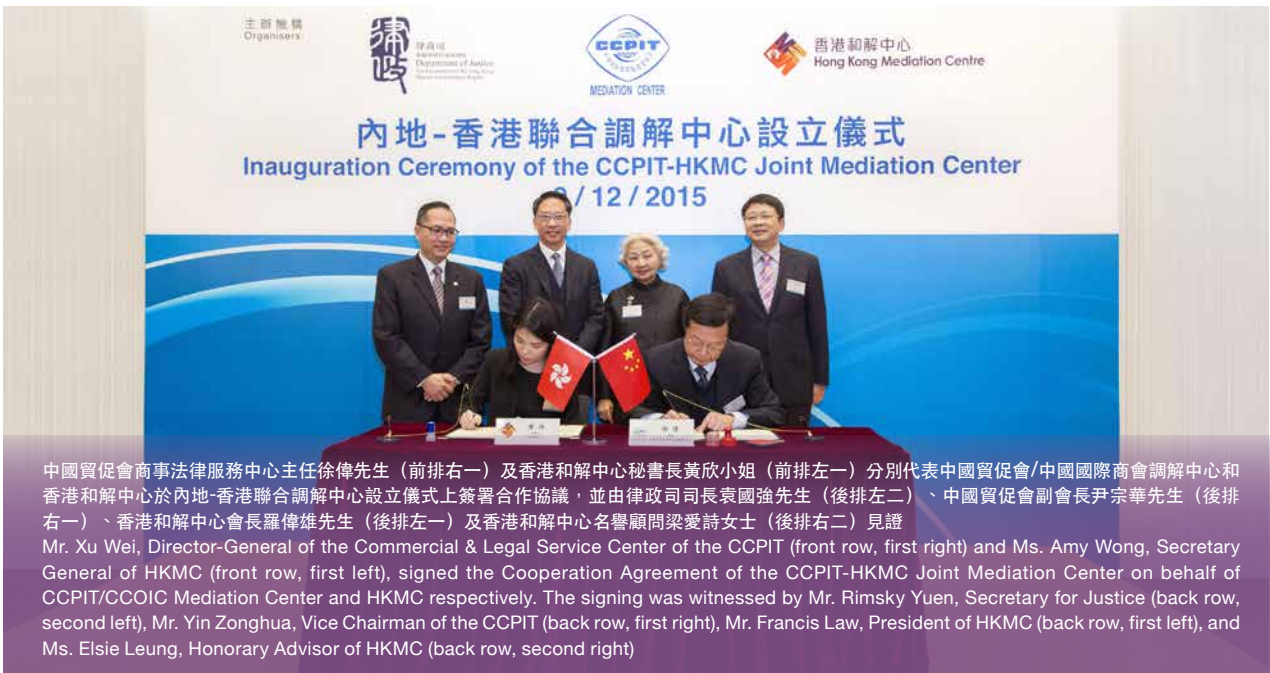 主辦機構
Organisers:
律政司
Department of Justice
CCPIT
MEDIATION CENTER
香港和解中心
Hong Kong Mediation Centre
內地-香港聯合調解中心設立儀式
Inauguration Ceremony of the CCPIT-HKMC Joint Mediation Center
/ 12 / 2015
中國貿促會商事法律服務中心主任徐偉先生（前排右一）及香港和解中心秘書長黃欣小姐（前排左一）分別代表中國貿促會/中國國際商會調解中心和
香港和解中心於內地-香港聯合調解中心設立儀式上簽署合作協議，並由律政司司長袁國強先生（後排左二）、中國貿促會副會長尹宗華先生（後排
右一）、香港和解中心會長羅偉雄先生（後排左一）及香港和解中心名譽顧問梁愛詩女士（後排右二）見證
Mr. Xu Wei, Director-General of the Commercial & Legal Service Center of the CCPIT (front row, first right) and Ms. Amy Wong, Secretary
General of HKMC (front row, first left), signed the Cooperation Agreement of the CCPIT-HKMC Joint Mediation Center on behalf of
CCPIT/CCOIC Mediation Center and HKMC respectively. The signing was witnessed by Mr. Rimsky Yuen, Secretary for Justice (back row,
second left), Mr. Yin Zonghua, Vice Chairman of the CCPIT (back row, first right), Mr. Francis Law, President of HKMC (back row, first left), and
Ms. Elsie Leung, Honorary Advisor of HKMC (back row, second right)